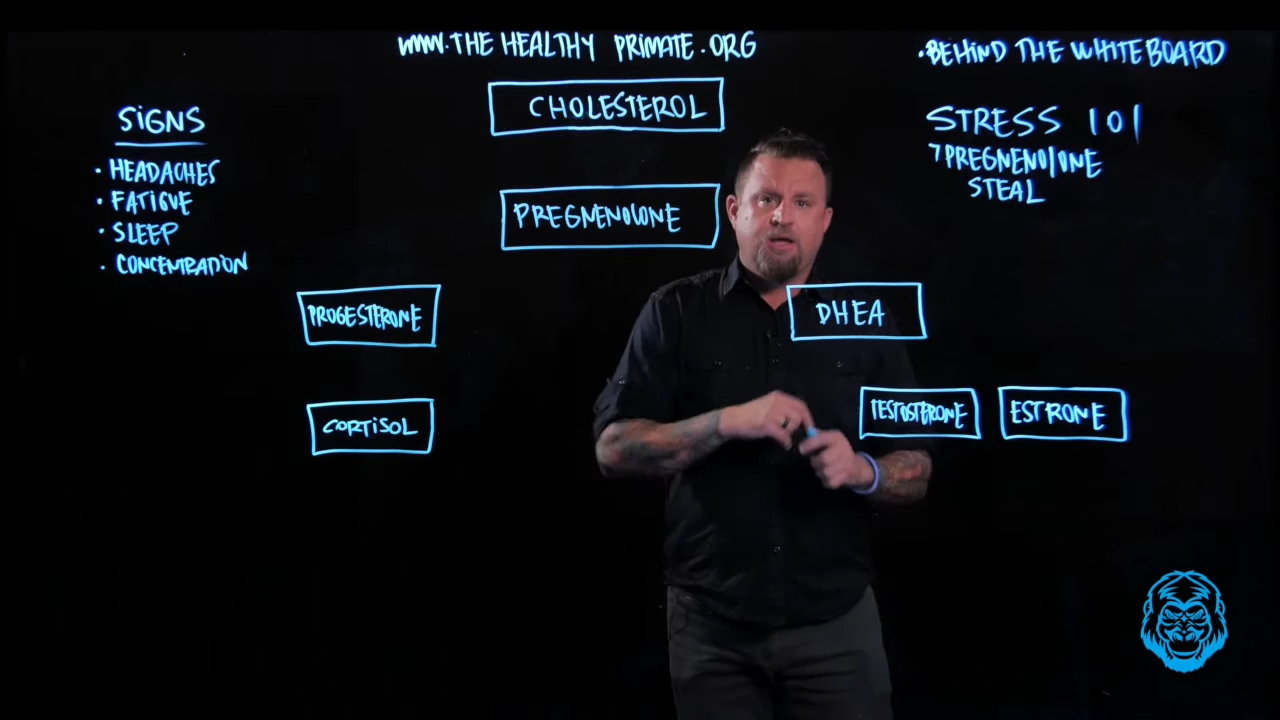 WWW.THE HEALTHY PRIMATE.ORG
•BEHIND THE WHITEBOARD
CHOLESTEROL
SIGNS
• HEADACHES
• FATIGUE
• SLEEP
• CONCENTRATION
STRESS 101
7 PREGNENOLONE
STEAL
PREGNENOLONE
PROGESTERONE
DHEA
CORTISOL
TESTOSTERONE
ESTRONE